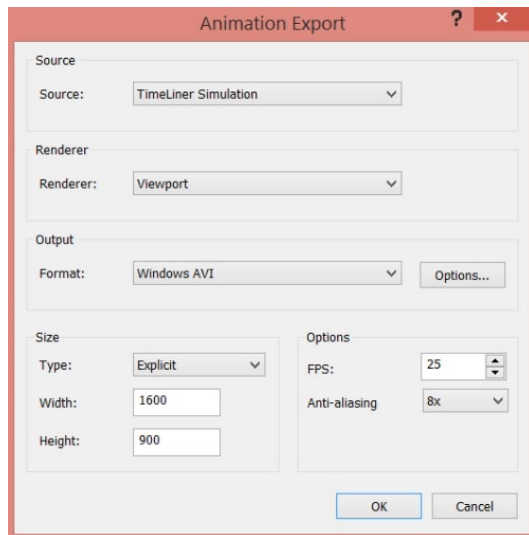 Animation Export
? ×
Source
Source: TimeLiner Simulation
Renderer
Renderer: Viewport
Output
Format: Windows AVI Options...
Size
Type: Explicit
Width: 1600
Height: 900
Options
FPS: 25
Anti-aliasing 8x
OK Cancel